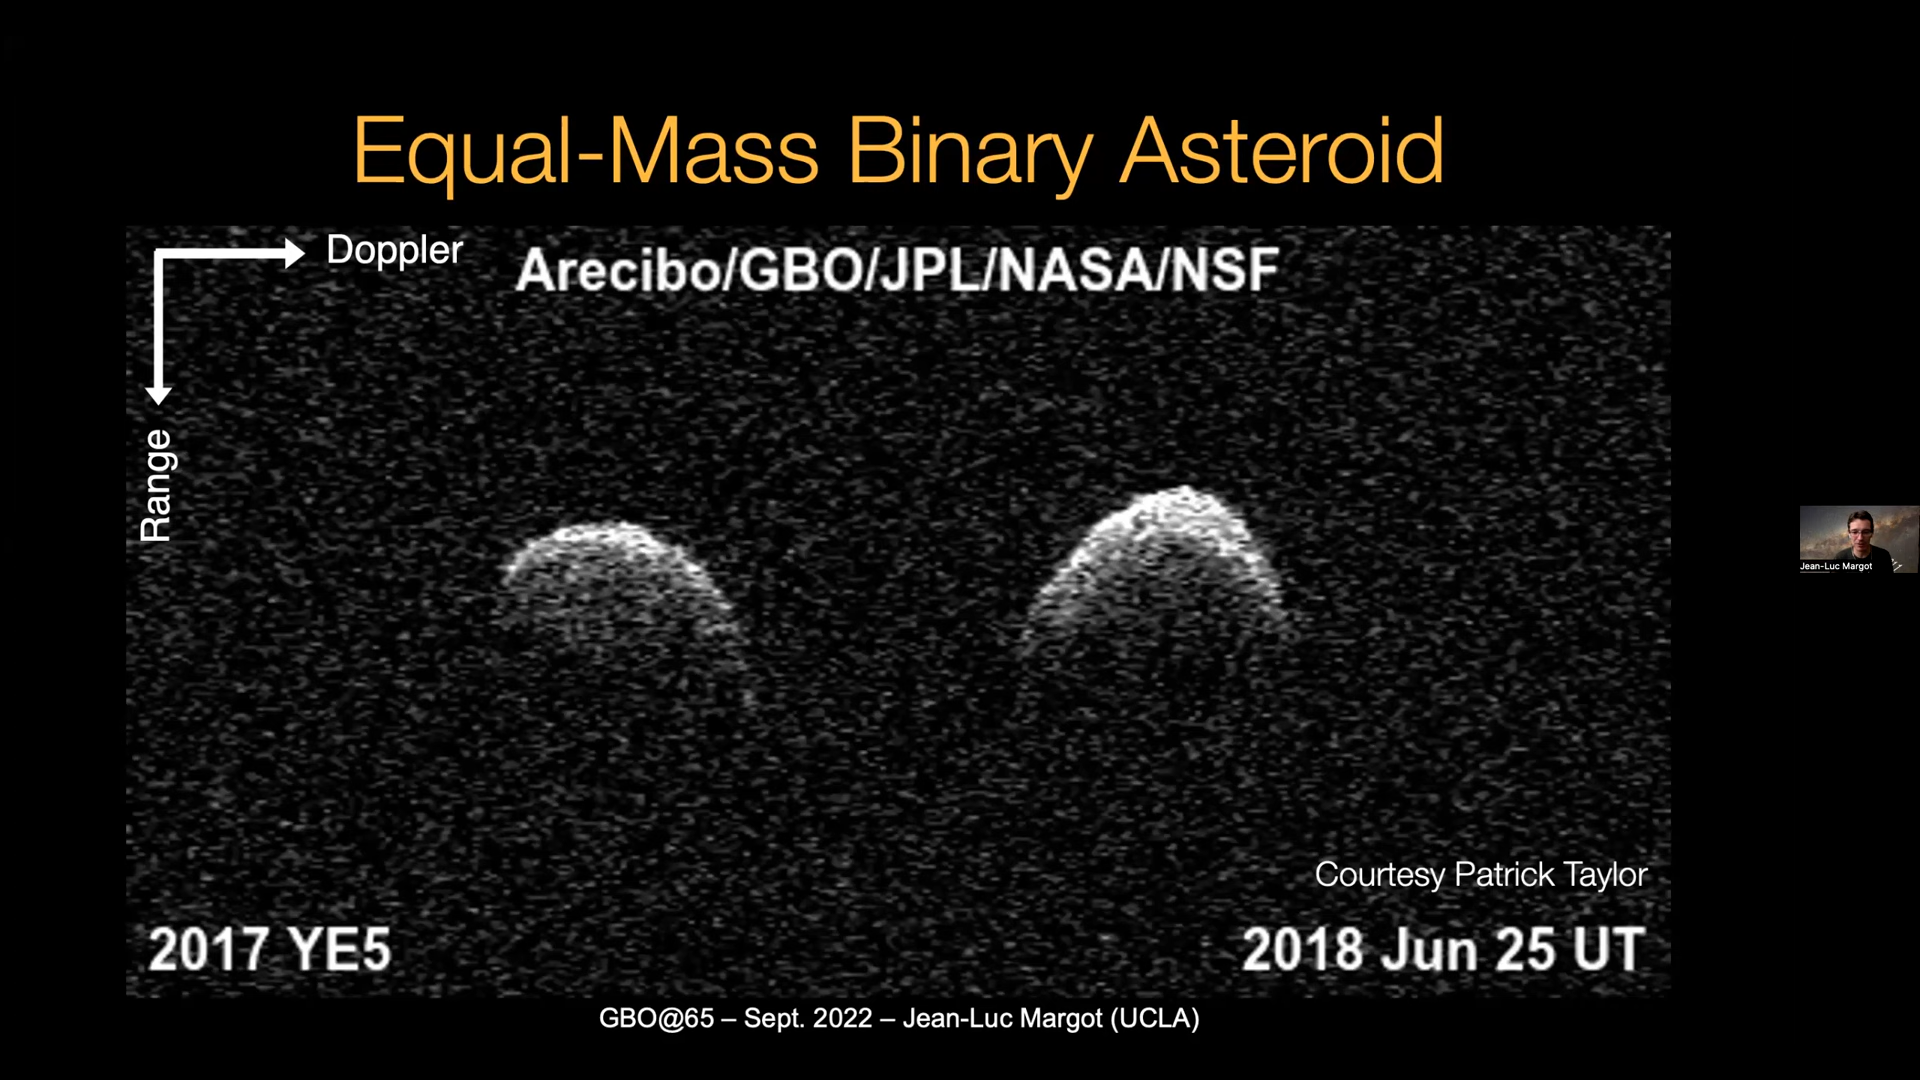 Equal-Mass Binary Asteroid
Doppler
Arecibo/GBO/JPL/NASA/NSF
Range
Jean-Luc Margot
Courtesy Patrick Taylor
2017 YE5
2018 Jun 25 UT
GBO@65 – Sept. 2022 – Jean-Luc Margot (UCLA)